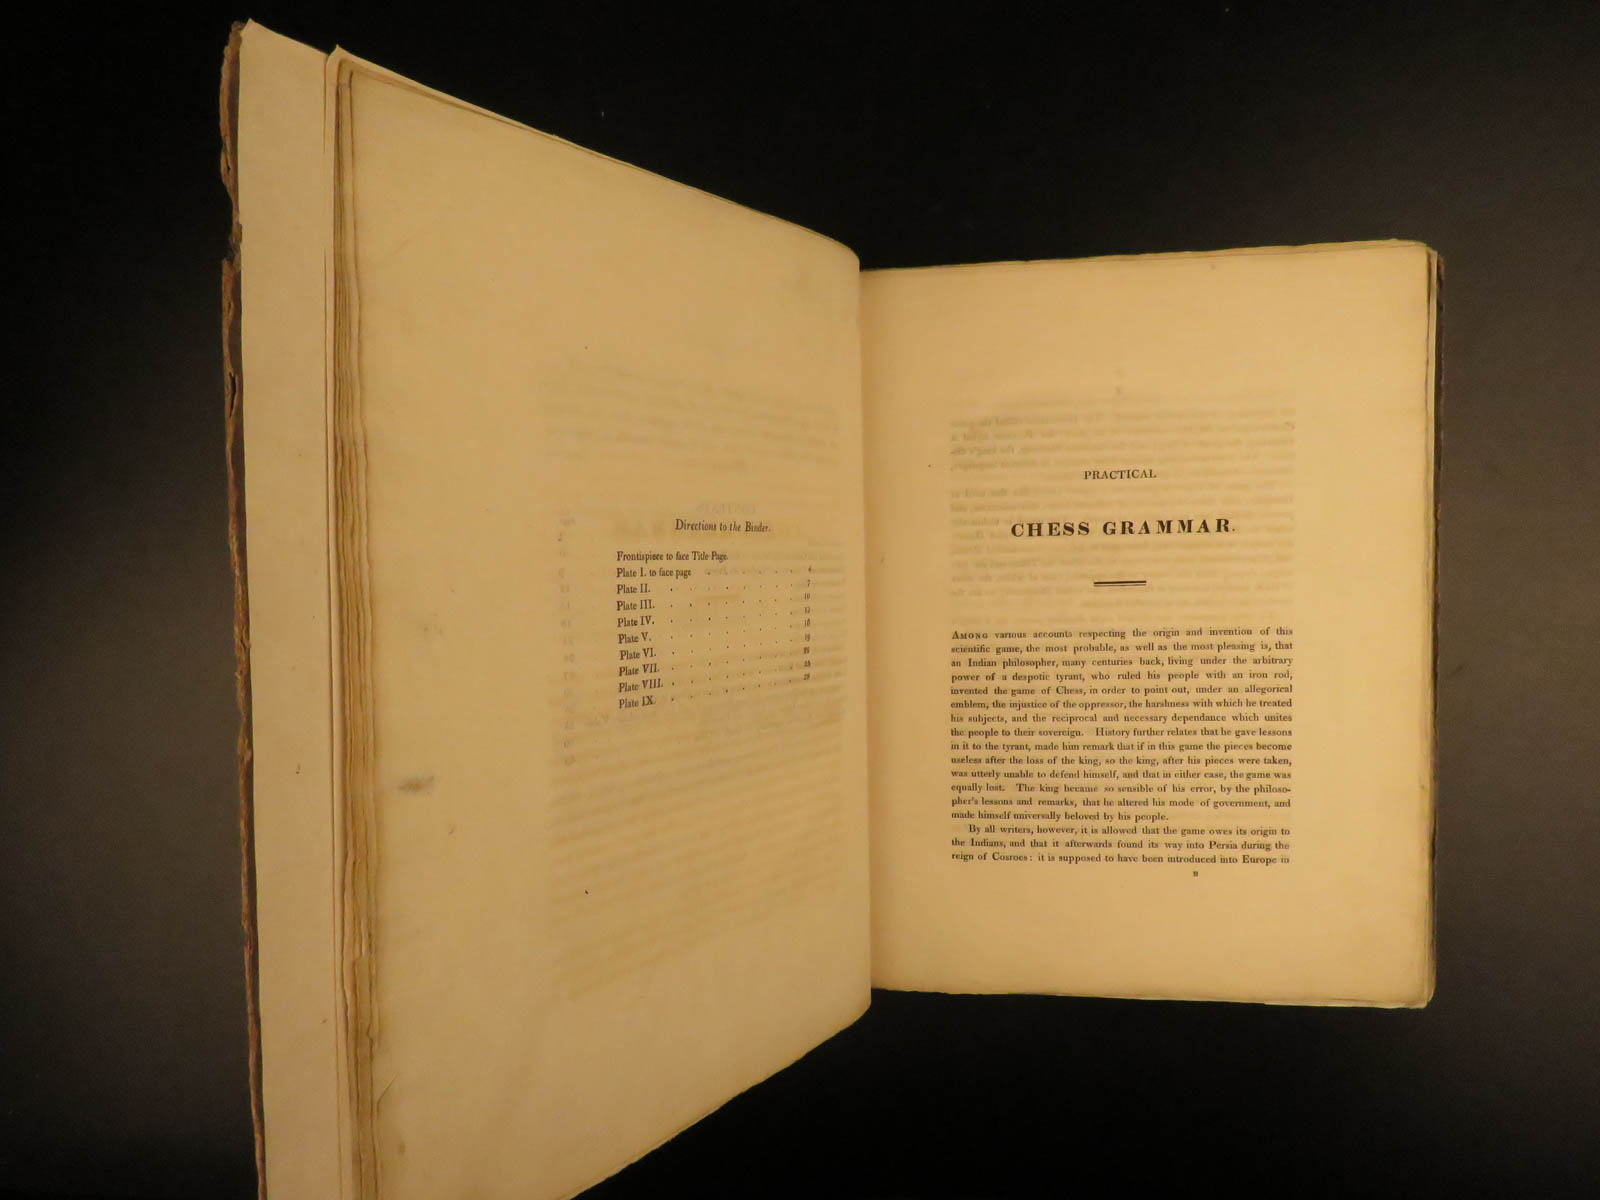 Directions to the Binder.
Frontispiece to face Title Page.
Plate I. to face page
Plate II. 7
Plate III. 10
Plate IV.
Plate V.
Plate VI.
Plate VII.
Plate VIII.
Plate IX.
PRACTICAL
CHESS GRAMMAR.
AMONG various accounts respecting the origin and invention of this
scientific game, the most probable, as well as the most pleasing is, that
an Indian philosopher, many centuries back, living under the arbitrary
power of a despotic tyrant, who ruled his people with an iron rod,
invented the game of Chess, in order to point out, under an allegorical
emblem, the injustice of the oppressor, the harshness with which he treated
his subjects, and the reciprocal and necessary dependance which unites
the people to their sovereign. History further relates that he gave lessons
in it to the tyrant, made him remark that if in this game the pieces become
useless after the loss of the king, so the king, after his pieces were taken,
was utterly unable to defend himself, and that in either case, the game was
equally lost. The king became so sensible of his error, by the philoso-
pher's lessons and remarks, that he altered his mode of government, and
made himself universally beloved by his people.
By all writers, however, it is allowed that the game owes its origin to
the Indians, and that it afterwards found its way into Persia during the
reign of Cosroes: it is supposed to have been introduced into Europe in
B